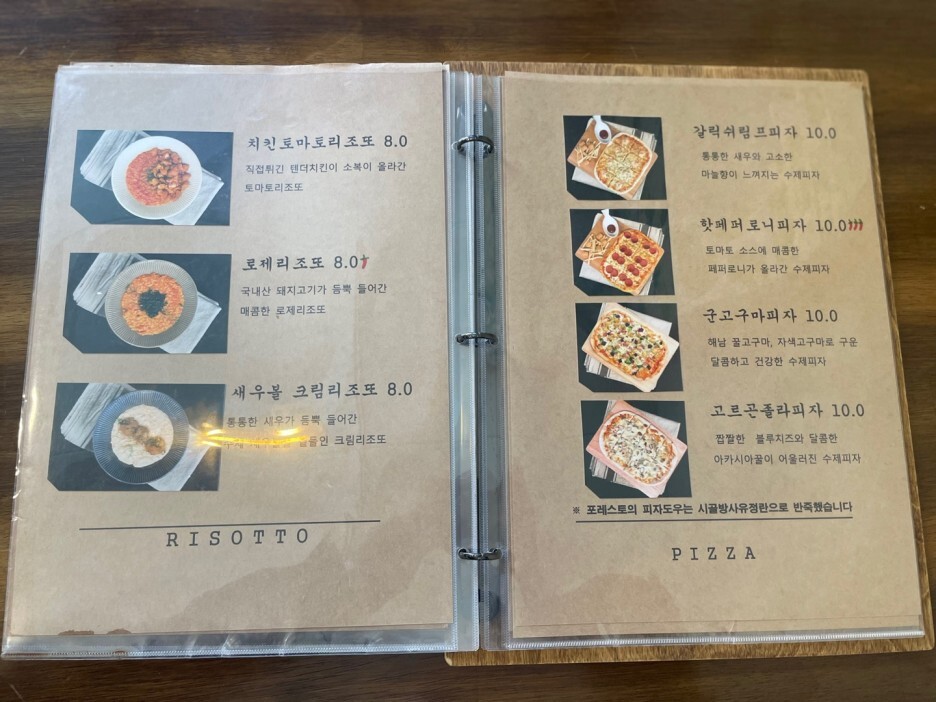 치킨토마토리조또 8.0
직접튀긴 텐더치킨이 소복이 올라간
토마토리조또
로제리조또 8.0
국내산 돼지고기가 듬뿍 들어간
매콤한 로제리조또
새우볼 크림리조또 8.0
통통한 새우가 듬뿍 들어간
크림리조또
RISOTTO
갈릭쉬림프피자 10.0
통통한 새우와 고소한
마늘향이 느껴지는 수제피자
핫페퍼로니피자 10.0
토마토 소스에 매콤한
페퍼로니가 올라간 수제피자
군고구마피자 10.0
해남 꿀고구마, 자색고구마로 구운
달콤하고 건강한 수제피자
고르곤졸라피자 10.0
짭짤한 블루치즈와 달콤한
아카시아꿀이 어울러진 수제피자
※ 포레스토의 피자도우는 시골방사유정란으로 반죽했습니다
PIZZA